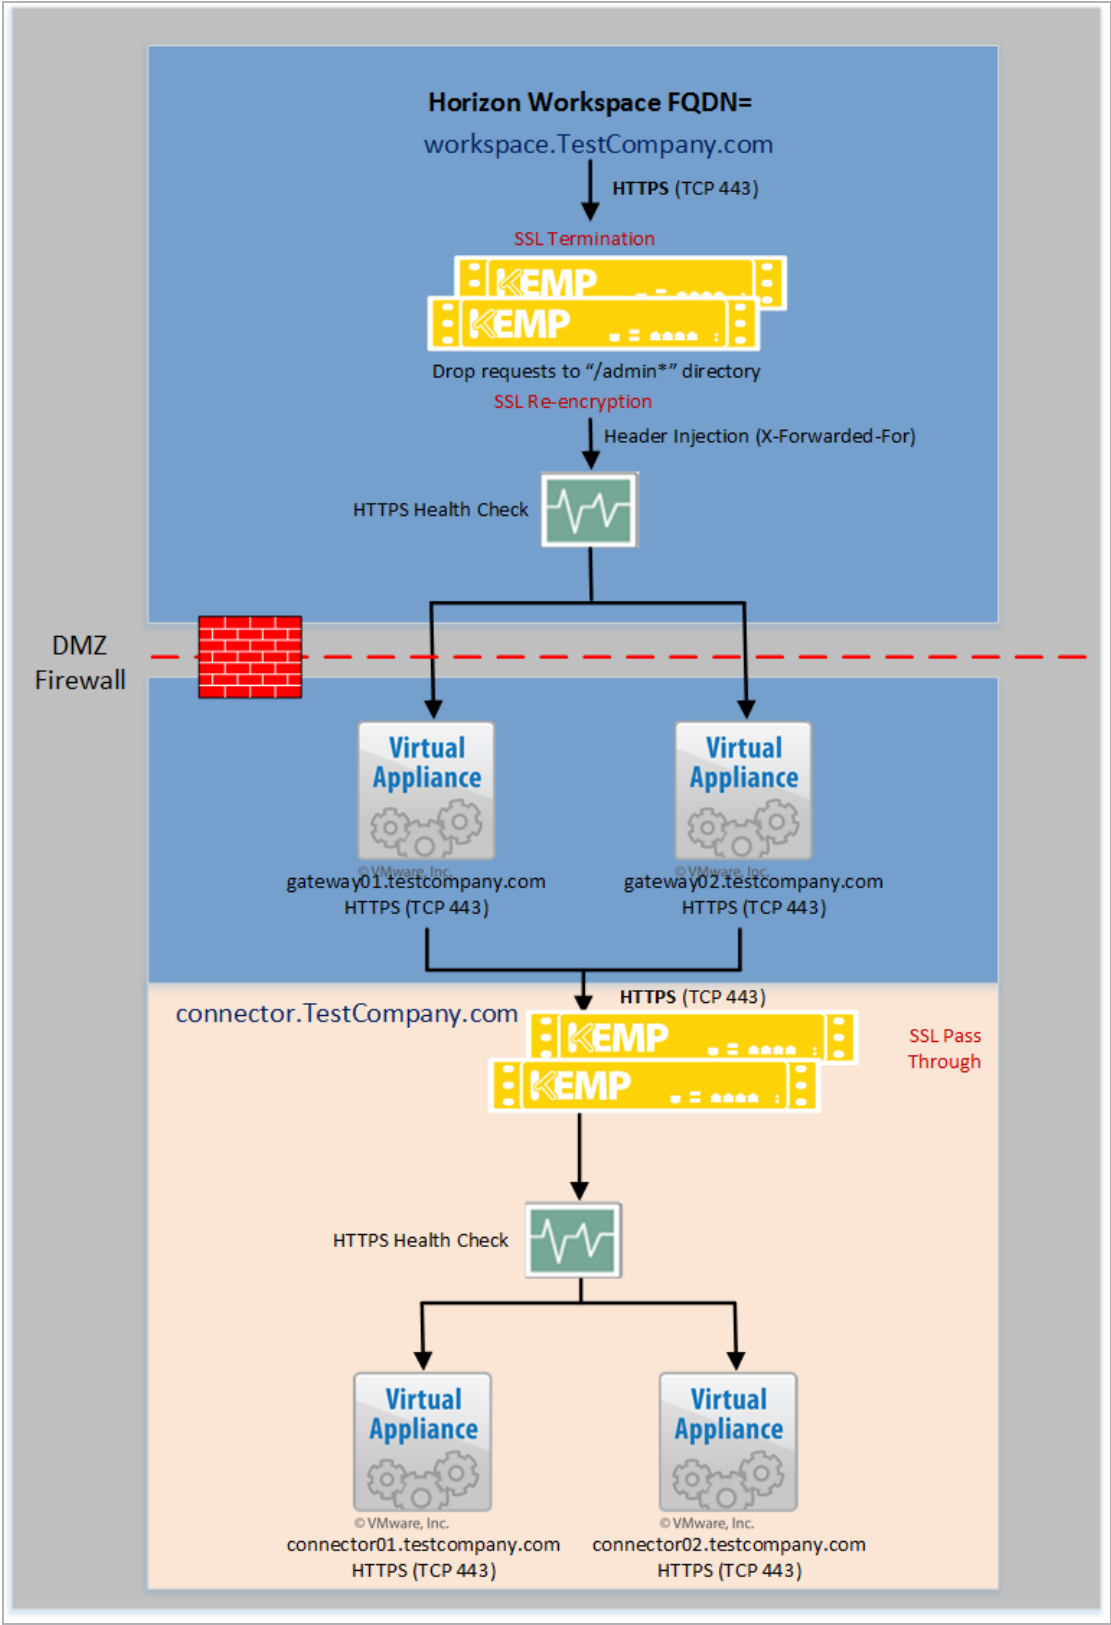 Horizon Workspace FQDN=
workspace.TestCompany.com
HTTPS (TCP 443)
SSL Termination
KEMP
KEMP
Drop requests to “/admin*” directory
SSL Re-encryption
Header Injection (X-Forwarded-For)
HTTPS Health Check
DMZ
Firewall
Virtual
Appliance
© VMware, Inc.
gateway01.testcompany.com
HTTPS (TCP 443)
Virtual
Appliance
© VMware, Inc.
gateway02.testcompany.com
HTTPS (TCP 443)
HTTPS (TCP 443)
connector.TestCompany.com
KEMP
KEMP
SSL Pass
Through
HTTPS Health Check
Virtual
Appliance
© VMware, Inc.
connector01.testcompany.com
HTTPS (TCP 443)
Virtual
Appliance
© VMware, Inc.
connector02.testcompany.com
HTTPS (TCP 443)